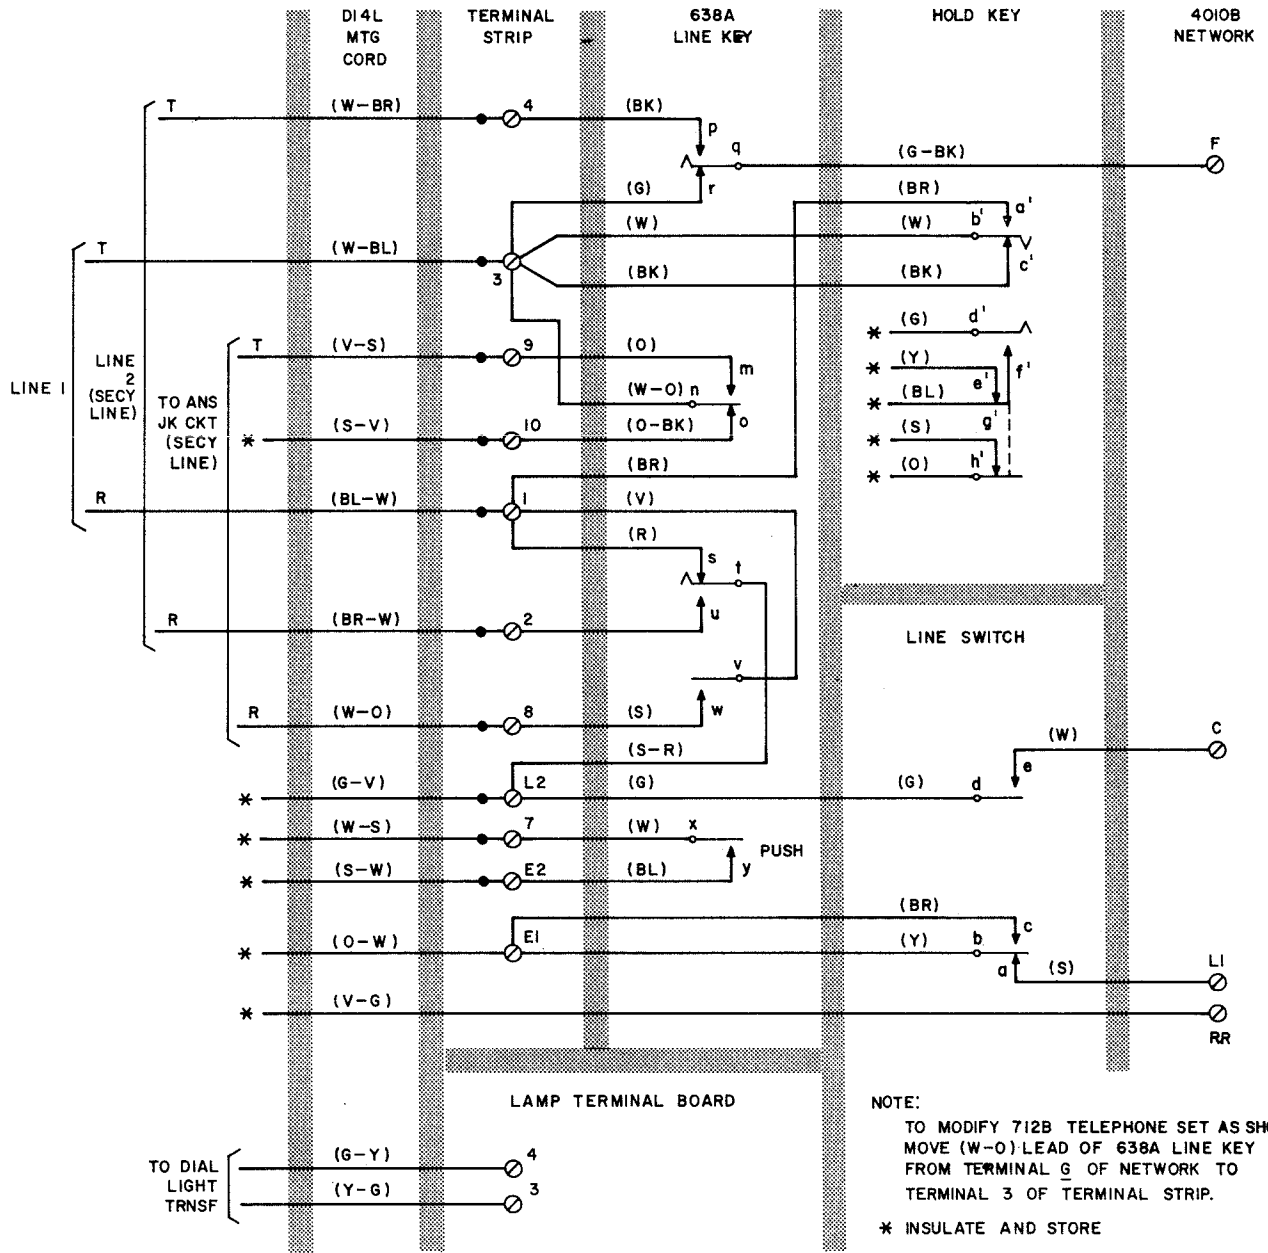 D14L
MTG
CORD
TERMINAL
STRIP
638A
LINE KEY
HOLD KEY
4010B
NETWORK
T
(W-BR)
4
(BK)
p
q
(G-BK)
F
(G)
r
(BR)
a'
(W)
(W)
b'
T
(W-BL)
3
(BK)
(BK)
c'
(G)
d'
*
T
(V-S)
9
(O)
m
(Y)
e'
f'
*
LINE 1
LINE
2
(SECY
LINE)
TO ANS
JK CKT
(SECY
LINE)
(W-O)
n
(BL)
*
g'
*
(S-V)
10
(O-BK)
o
(S)
*
(BR)
(O)
h'
*
R
(BL-W)
1
(V)
(R)
s
t
u
R
(BR-W)
2
LINE SWITCH
v
R
(W-O)
8
(S)
w
(S-R)
(W)
C
e
*
(G-V)
L2
(G)
(G)
d
*
(W-S)
7
(W)
x
PUSH
*
(S-W)
E2
(BL)
y
(BR)
c
*
(O-W)
E1
(Y)
b
a
(S)
L1
*
(V-G)
RR
LAMP TERMINAL BOARD
NOTE:
TO MODIFY 712B TELEPHONE SET AS
MOVE (W-O) LEAD OF 638A LINE KEY
FROM TERMINAL G OF NETWORK TO
TERMINAL 3 OF TERMINAL STRIP.
* INSULATE AND STORE
TO DIAL
LIGHT
TRNSF
(G-Y)
4
(Y-G)
3